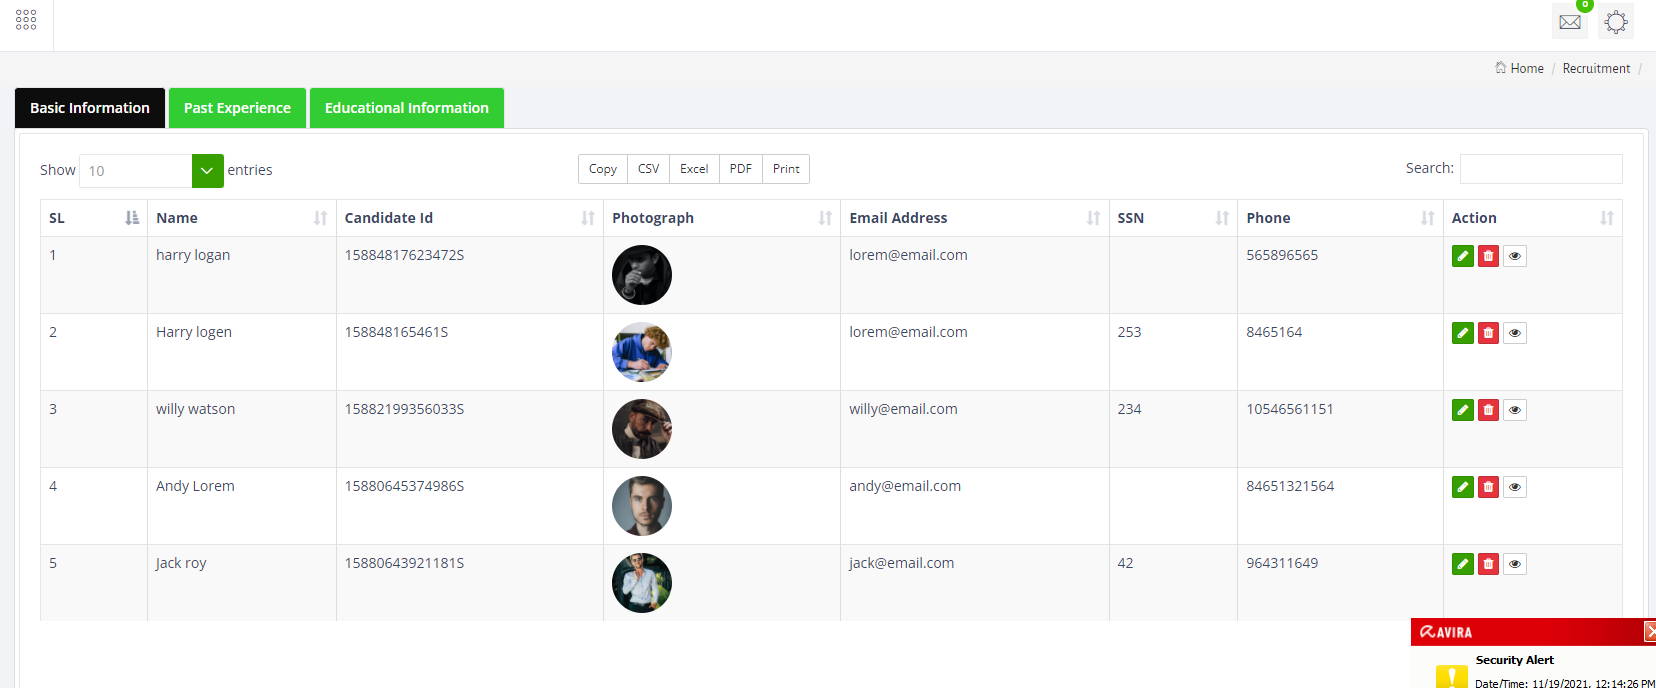 0
Home / Recruitment /
Basic Information Past Experience Educational Information
Show 10 entries Copy CSV Excel PDF Print Search:
SL Name Candidate Id Photograph Email Address SSN Phone Action
1 harry logan 15884817623472S lorem@email.com 565896565
2 Harry logen 158848165461S lorem@email.com 253 8465164
3 willy watson 15882199356033S willy@email.com 234 10546561151
4 Andy Lorem 15880645374986S andy@email.com 84651321564
5 Jack roy 15880643921181S jack@email.com 42 964311649
AVIRA
Security Alert
Date/Time: 11/19/2021, 12:14:26 PM